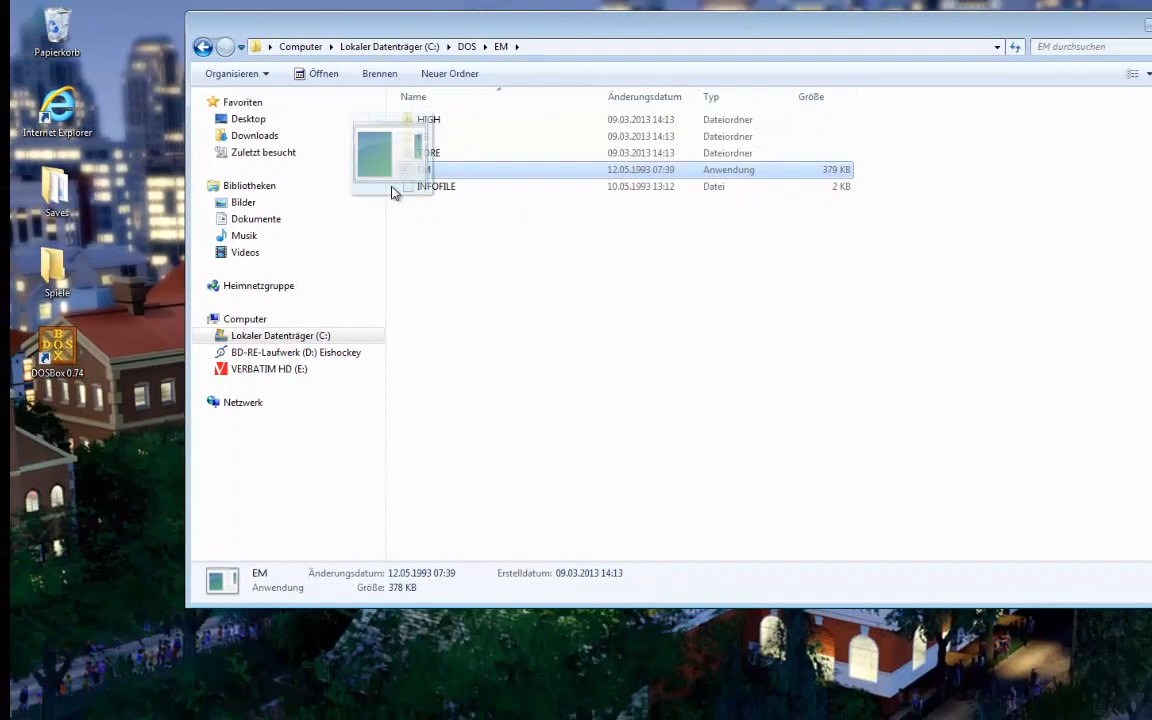 Papierkorb
Internet Explorer
Saves
Spiele
DOSBox 0.74
Computer Lokaler Datenträger (C:) DOS EM
EM durchsuchen
Organisieren Öffnen Brennen Neuer Ordner
Favoriten
Desktop
Downloads
Zuletzt besucht
Bibliotheken
Bilder
Dokumente
Musik
Videos
Heimnetzgruppe
Computer
Lokaler Datenträger (C:)
BD-RE-Laufwerk (D:) Eishockey
VERBATIM HD (E:)
Netzwerk
Name Änderungsdatum Typ Größe
HIGH 09.03.2013 14:13 Dateiordner
09.03.2013 14:13 Dateiordner
TORE 09.03.2013 14:13 Dateiordner
EM 12.05.1993 07:39 Anwendung 379 KB
INFOFILE 10.05.1993 13:12 Datei 2 KB
EM Änderungsdatum: 12.05.1993 07:39 Erstelldatum: 09.03.2013 14:13
Anwendung Größe: 378 KB